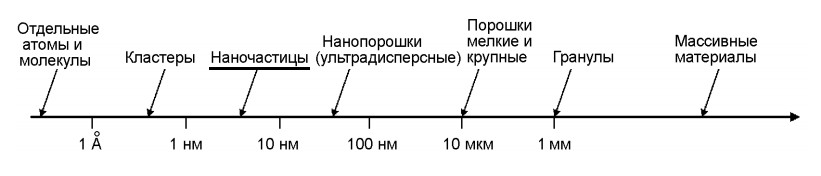 Отдельные
атомы и
молекулы
Кластеры
Наночастицы
Нанопорошки
(ультрадисперсные)
Порошки
мелкие и
крупные
Гранулы
Массивные
материалы
1 Å
1 нм
10 нм
100 нм
10 мкм
1 мм